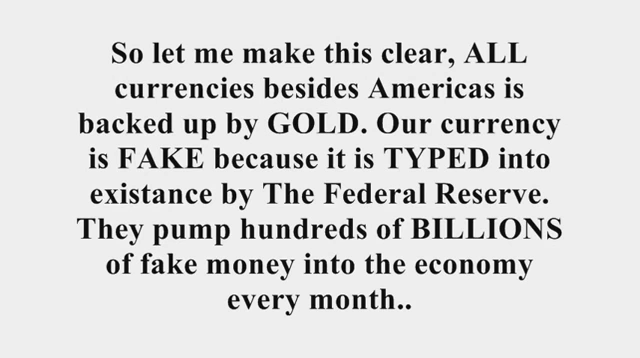 So let me make this clear, ALL
currencies besides Americas is
backed up by GOLD. Our currency
is FAKE because it is TYPED into
existance by The Federal Reserve.
They pump hundreds of BILLIONS
of fake money into the economy
every month..